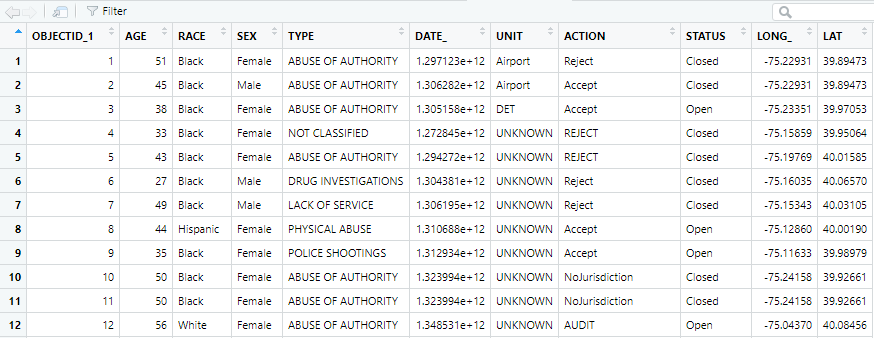 Filter
OBJECTID_1 AGE RACE SEX TYPE DATE_ UNIT ACTION STATUS LONG_ LAT
1 1 51 Black Female ABUSE OF AUTHORITY 1.297123e+12 Airport Reject Closed -75.22931 39.89473
2 2 45 Black Male ABUSE OF AUTHORITY 1.306282e+12 Airport Accept Closed -75.22931 39.89473
3 3 38 Black Female ABUSE OF AUTHORITY 1.305158e+12 DET Accept Open -75.23351 39.97053
4 4 33 Black Female NOT CLASSIFIED 1.272845e+12 UNKNOWN REJECT Closed -75.15859 39.95064
5 5 43 Black Female ABUSE OF AUTHORITY 1.294272e+12 UNKNOWN REJECT Closed -75.19769 40.01585
6 6 27 Black Male DRUG INVESTIGATIONS 1.304381e+12 UNKNOWN Reject Closed -75.16035 40.06570
7 7 49 Black Male LACK OF SERVICE 1.306195e+12 UNKNOWN Reject Closed -75.15343 40.03105
8 8 44 Hispanic Female PHYSICAL ABUSE 1.310688e+12 UNKNOWN Accept Open -75.12860 40.00190
9 9 35 Black Female POLICE SHOOTINGS 1.312934e+12 UNKNOWN Accept Open -75.11633 39.98979
10 10 50 Black Female ABUSE OF AUTHORITY 1.323994e+12 UNKNOWN NoJurisdiction Closed -75.24158 39.92661
11 11 50 Black Female ABUSE OF AUTHORITY 1.323994e+12 UNKNOWN NoJurisdiction Closed -75.24158 39.92661
12 12 56 White Female ABUSE OF AUTHORITY 1.348531e+12 UNKNOWN AUDIT Open -75.04370 40.08456